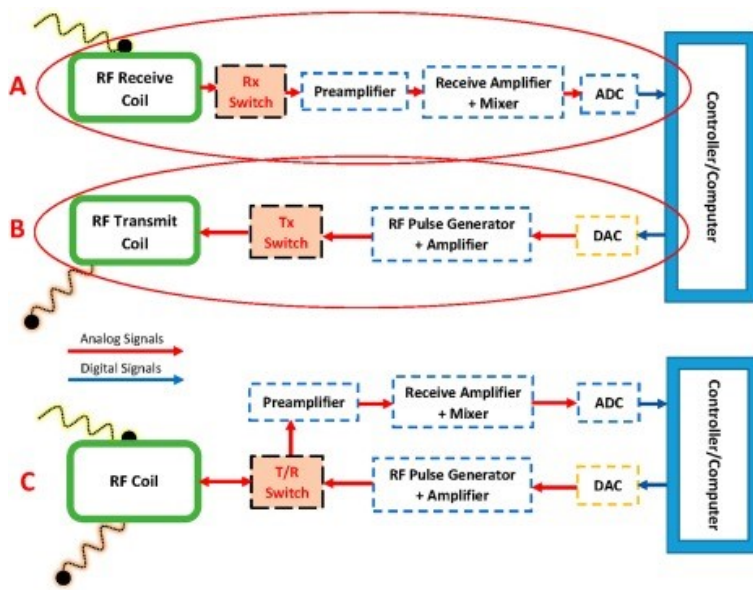 A
RF Receive
Coil
Rx
Switch
Preamplifier
Receive Amplifier
+ Mixer
ADC
Controller/Computer
B
RF Transmit
Coil
Tx
Switch
RF Pulse Generator
+ Amplifier
DAC
Analog Signals
Digital Signals
C
RF Coil
T/R
Switch
Preamplifier
Receive Amplifier
+ Mixer
ADC
RF Pulse Generator
+ Amplifier
DAC
Controller/Computer